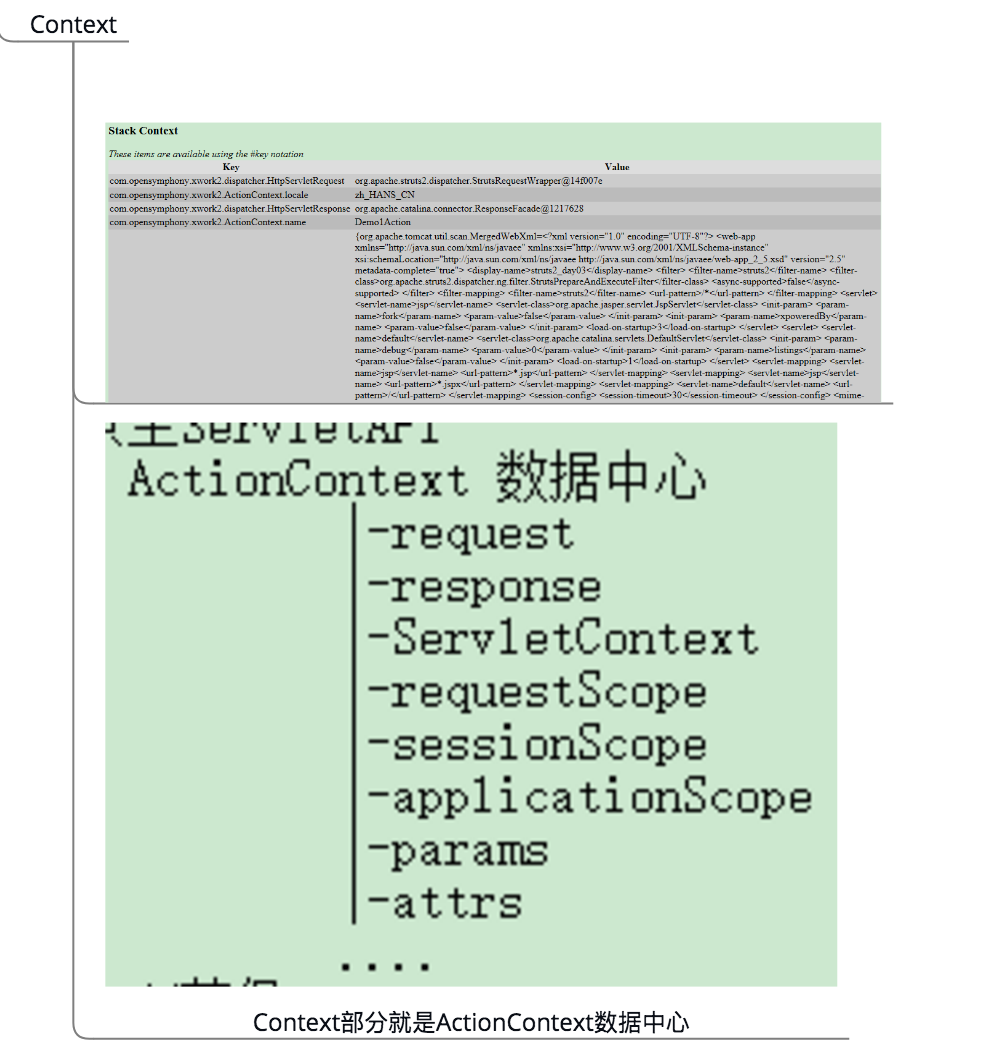 Context
Stack Context
These items are available using the #key notation
Key Value
com.opensymphony.xwork2.dispatcher.HttpServletRequest org.apache.struts2.dispatcher.StrutsRequestWrapper@14f007e
com.opensymphony.xwork2.ActionContext.locale zh_HANS_CN
com.opensymphony.xwork2.dispatcher.HttpServletResponse org.apache.catalina.connector.ResponseFacade@1217628
com.opensymphony.xwork2.ActionContext.name Demo1Action
{org.apache.tomcat.util.scan.MergedWebXml=<?xml version="1.0" encoding="UTF-8"?> <web-app
xmlns="http://java.sun.com/xml/ns/javaee" xmlns:xsi="http://www.w3.org/2001/XMLSchema-instance"
xsi:schemaLocation="http://java.sun.com/xml/ns/javaee http://java.sun.com/xml/ns/javaee/web-app_2_5.xsd" version="2.5"
metadata-complete="true"> <display-name>struts2_day03</display-name> <filter> <filter-name>struts2</filter-name> <filter-
class>org.apache.struts2.dispatcher.ng.filter.StrutsPrepareAndExecuteFilter</filter-class> <async-supported>false</async-
supported> </filter> <filter-mapping> <filter-name>struts2</filter-name> <url-pattern>/*</url-pattern> </filter-mapping> <servlet>
<servlet-name>jsp</servlet-name> <servlet-class>org.apache.jasper.servlet.JspServlet</servlet-class> <init-param> <param-
name>fork</param-name> <param-value>false</param-value> </init-param> <init-param> <param-name>xpoweredBy</param-
name> <param-value>false</param-value> </init-param> <load-on-startup>3</load-on-startup> </servlet> <servlet> <servlet-
name>default</servlet-name> <servlet-class>org.apache.catalina.servlets.DefaultServlet</servlet-class> <init-param> <param-
name>debug</param-name> <param-value>0</param-value> </init-param> <init-param> <param-name>listings</param-name>
<param-value>false</param-value> </init-param> <load-on-startup>1</load-on-startup> </servlet> <servlet-mapping> <servlet-
name>jsp</servlet-name> <url-pattern>*.jsp</url-pattern> </servlet-mapping> <servlet-mapping> <servlet-name>jsp</servlet-
name> <url-pattern>*.jspx</url-pattern> </servlet-mapping> <servlet-mapping> <servlet-name>default</servlet-name> <url-
pattern>/</url-pattern> </servlet-mapping> <session-config> <session-timeout>30</session-timeout> </session-config> <mime-
ServletAPI
ActionContext 数据中心
-request
-response
-ServletContext
-requestScope
-sessionScope
-applicationScope
-params
-attrs
....
Context部分就是ActionContext数据中心